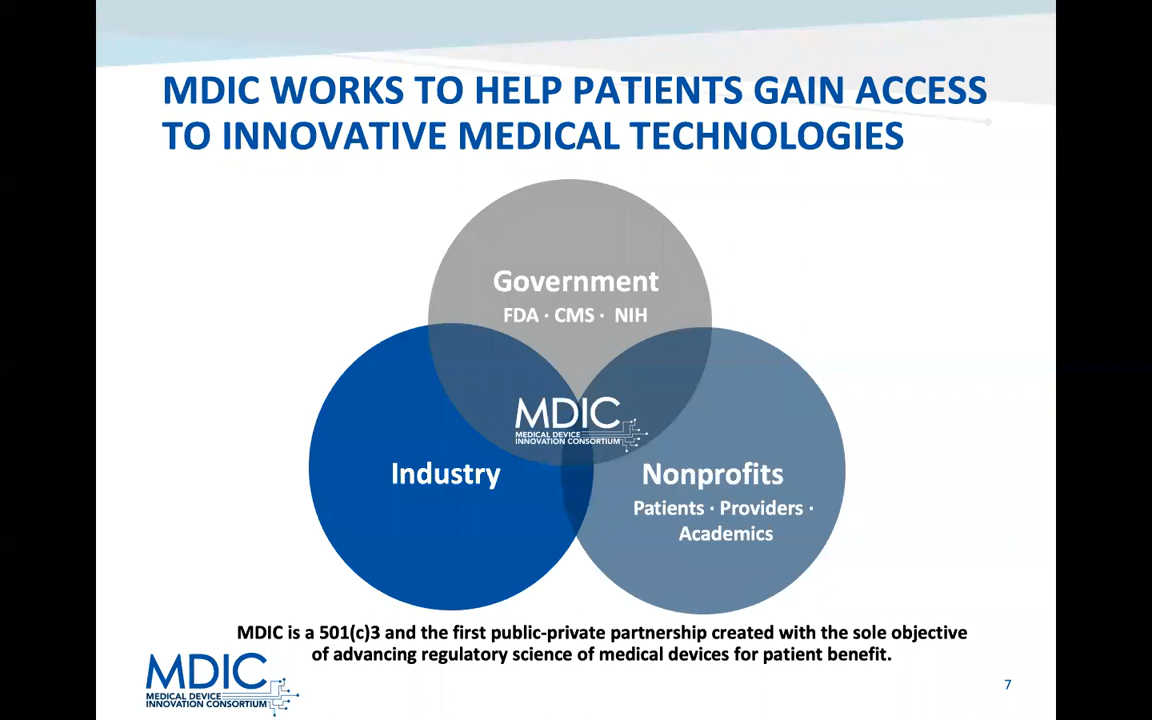 MDIC WORKS TO HELP PATIENTS GAIN ACCESS
TO INNOVATIVE MEDICAL TECHNOLOGIES
Government
FDA · CMS · NIH
MDIC
MEDICAL DEVICE
INNOVATION CONSORTIUM
Industry
Nonprofits
Patients · Providers ·
Academics
MDIC is a 501(c)3 and the first public-private partnership created with the sole objective
of advancing regulatory science of medical devices for patient benefit.
MDIC
MEDICAL DEVICE
INNOVATION CONSORTIUM
7